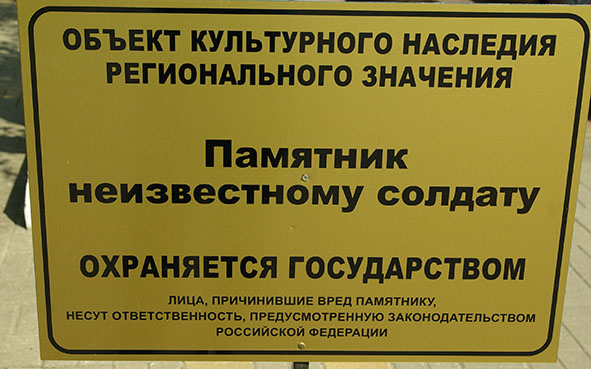 ОБЪЕКТ КУЛЬТУРНОГО НАСЛЕДИЯ
РЕГИОНАЛЬНОГО ЗНАЧЕНИЯ
Памятник
неизвестному солдату
ОХРАНЯЕТСЯ ГОСУДАРСТВОМ
ЛИЦА, ПРИЧИНИВШИЕ ВРЕД ПАМЯТНИКУ,
НЕСУТ ОТВЕТСТВЕННОСТЬ, ПРЕДУСМОТРЕННУЮ ЗАКОНОДАТЕЛЬСТВОМ
РОССИЙСКОЙ ФЕДЕРАЦИИ